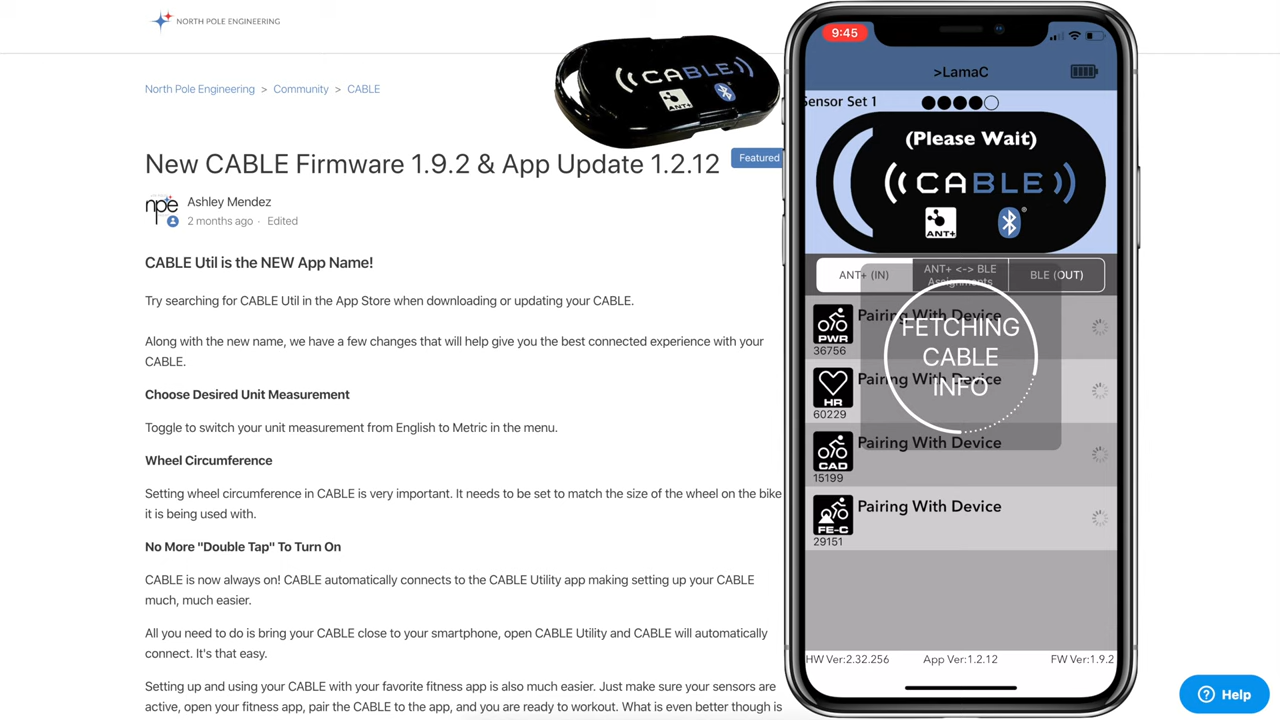 NORTH POLE ENGINEERING
North Pole Engineering > Community > CABLE
CABLE
ANT+
New CABLE Firmware 1.9.2 & App Update 1.2.12
Featured
npe
Ashley Mendez
2 months ago · Edited
CABLE Util is the NEW App Name!
Try searching for CABLE Util in the App Store when downloading or updating your CABLE.
Along with the new name, we have a few changes that will help give you the best connected experience with your
CABLE.
Choose Desired Unit Measurement
Toggle to switch your unit measurement from English to Metric in the menu.
Wheel Circumference
Setting wheel circumference in CABLE is very important. It needs to be set to match the size of the wheel on the bike
it is being used with.
No More "Double Tap" To Turn On
CABLE is now always on! CABLE automatically connects to the CABLE Utility app making setting up your CABLE
much, much easier.
All you need to do is bring your CABLE close to your smartphone, open CABLE Utility and CABLE will automatically
connect. It's that easy.
Setting up and using your CABLE with your favorite fitness app is also much easier. Just make sure your sensors are
active, open your fitness app, pair the CABLE to the app, and you are ready to workout. What is even better though is
9:45
>LamaC
Sensor Set 1
(Please Wait)
CABLE
ANT+
®
ANT+ (IN)
ANT+ <-> BLE
Assignments
BLE (OUT)
FETCHING
CABLE
INFO
PWR
36756
Pairing With Device
HR
60229
Pairing With Device
CAD
15199
Pairing With Device
FE-C
29151
Pairing With Device
HW Ver:2.32.256
App Ver:1.2.12
FW Ver:1.9.2
Help